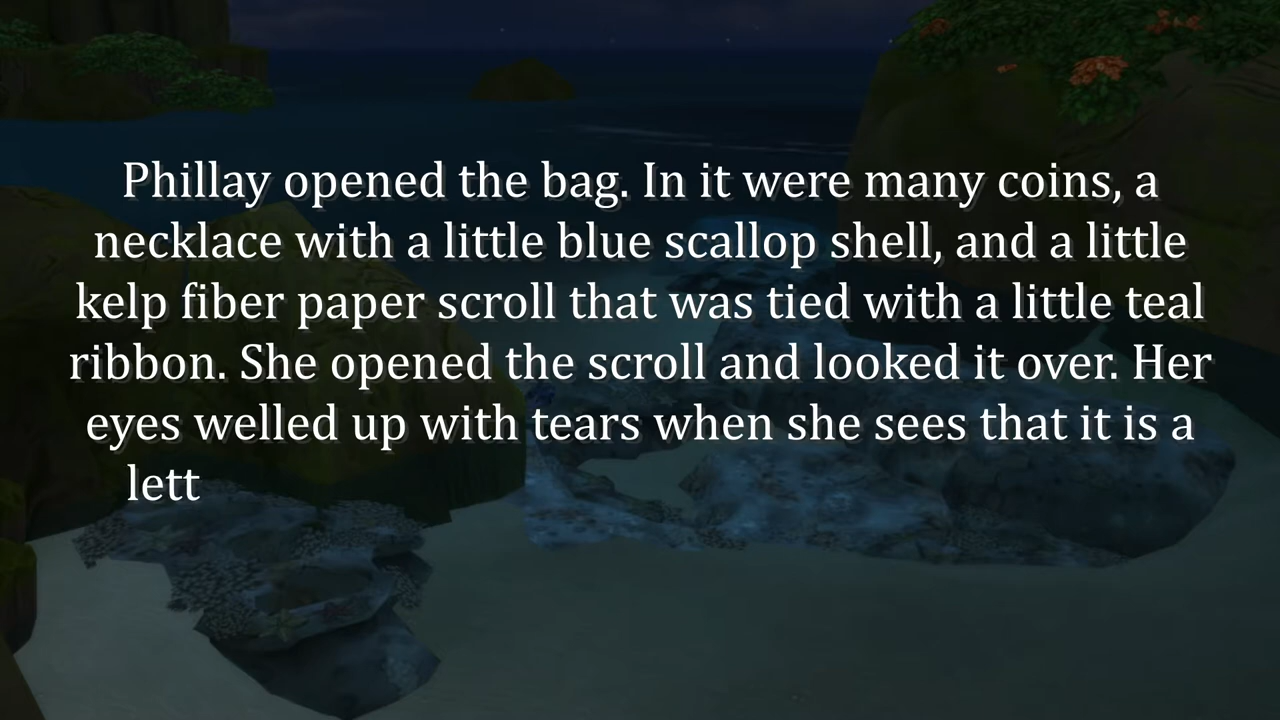 Phillay opened the bag. In it were many coins, a
necklace with a little blue scallop shell, and a little
kelp fiber paper scroll that was tied with a little teal
ribbon. She opened the scroll and looked it over. Her
eyes welled up with tears when she sees that it is a
lett